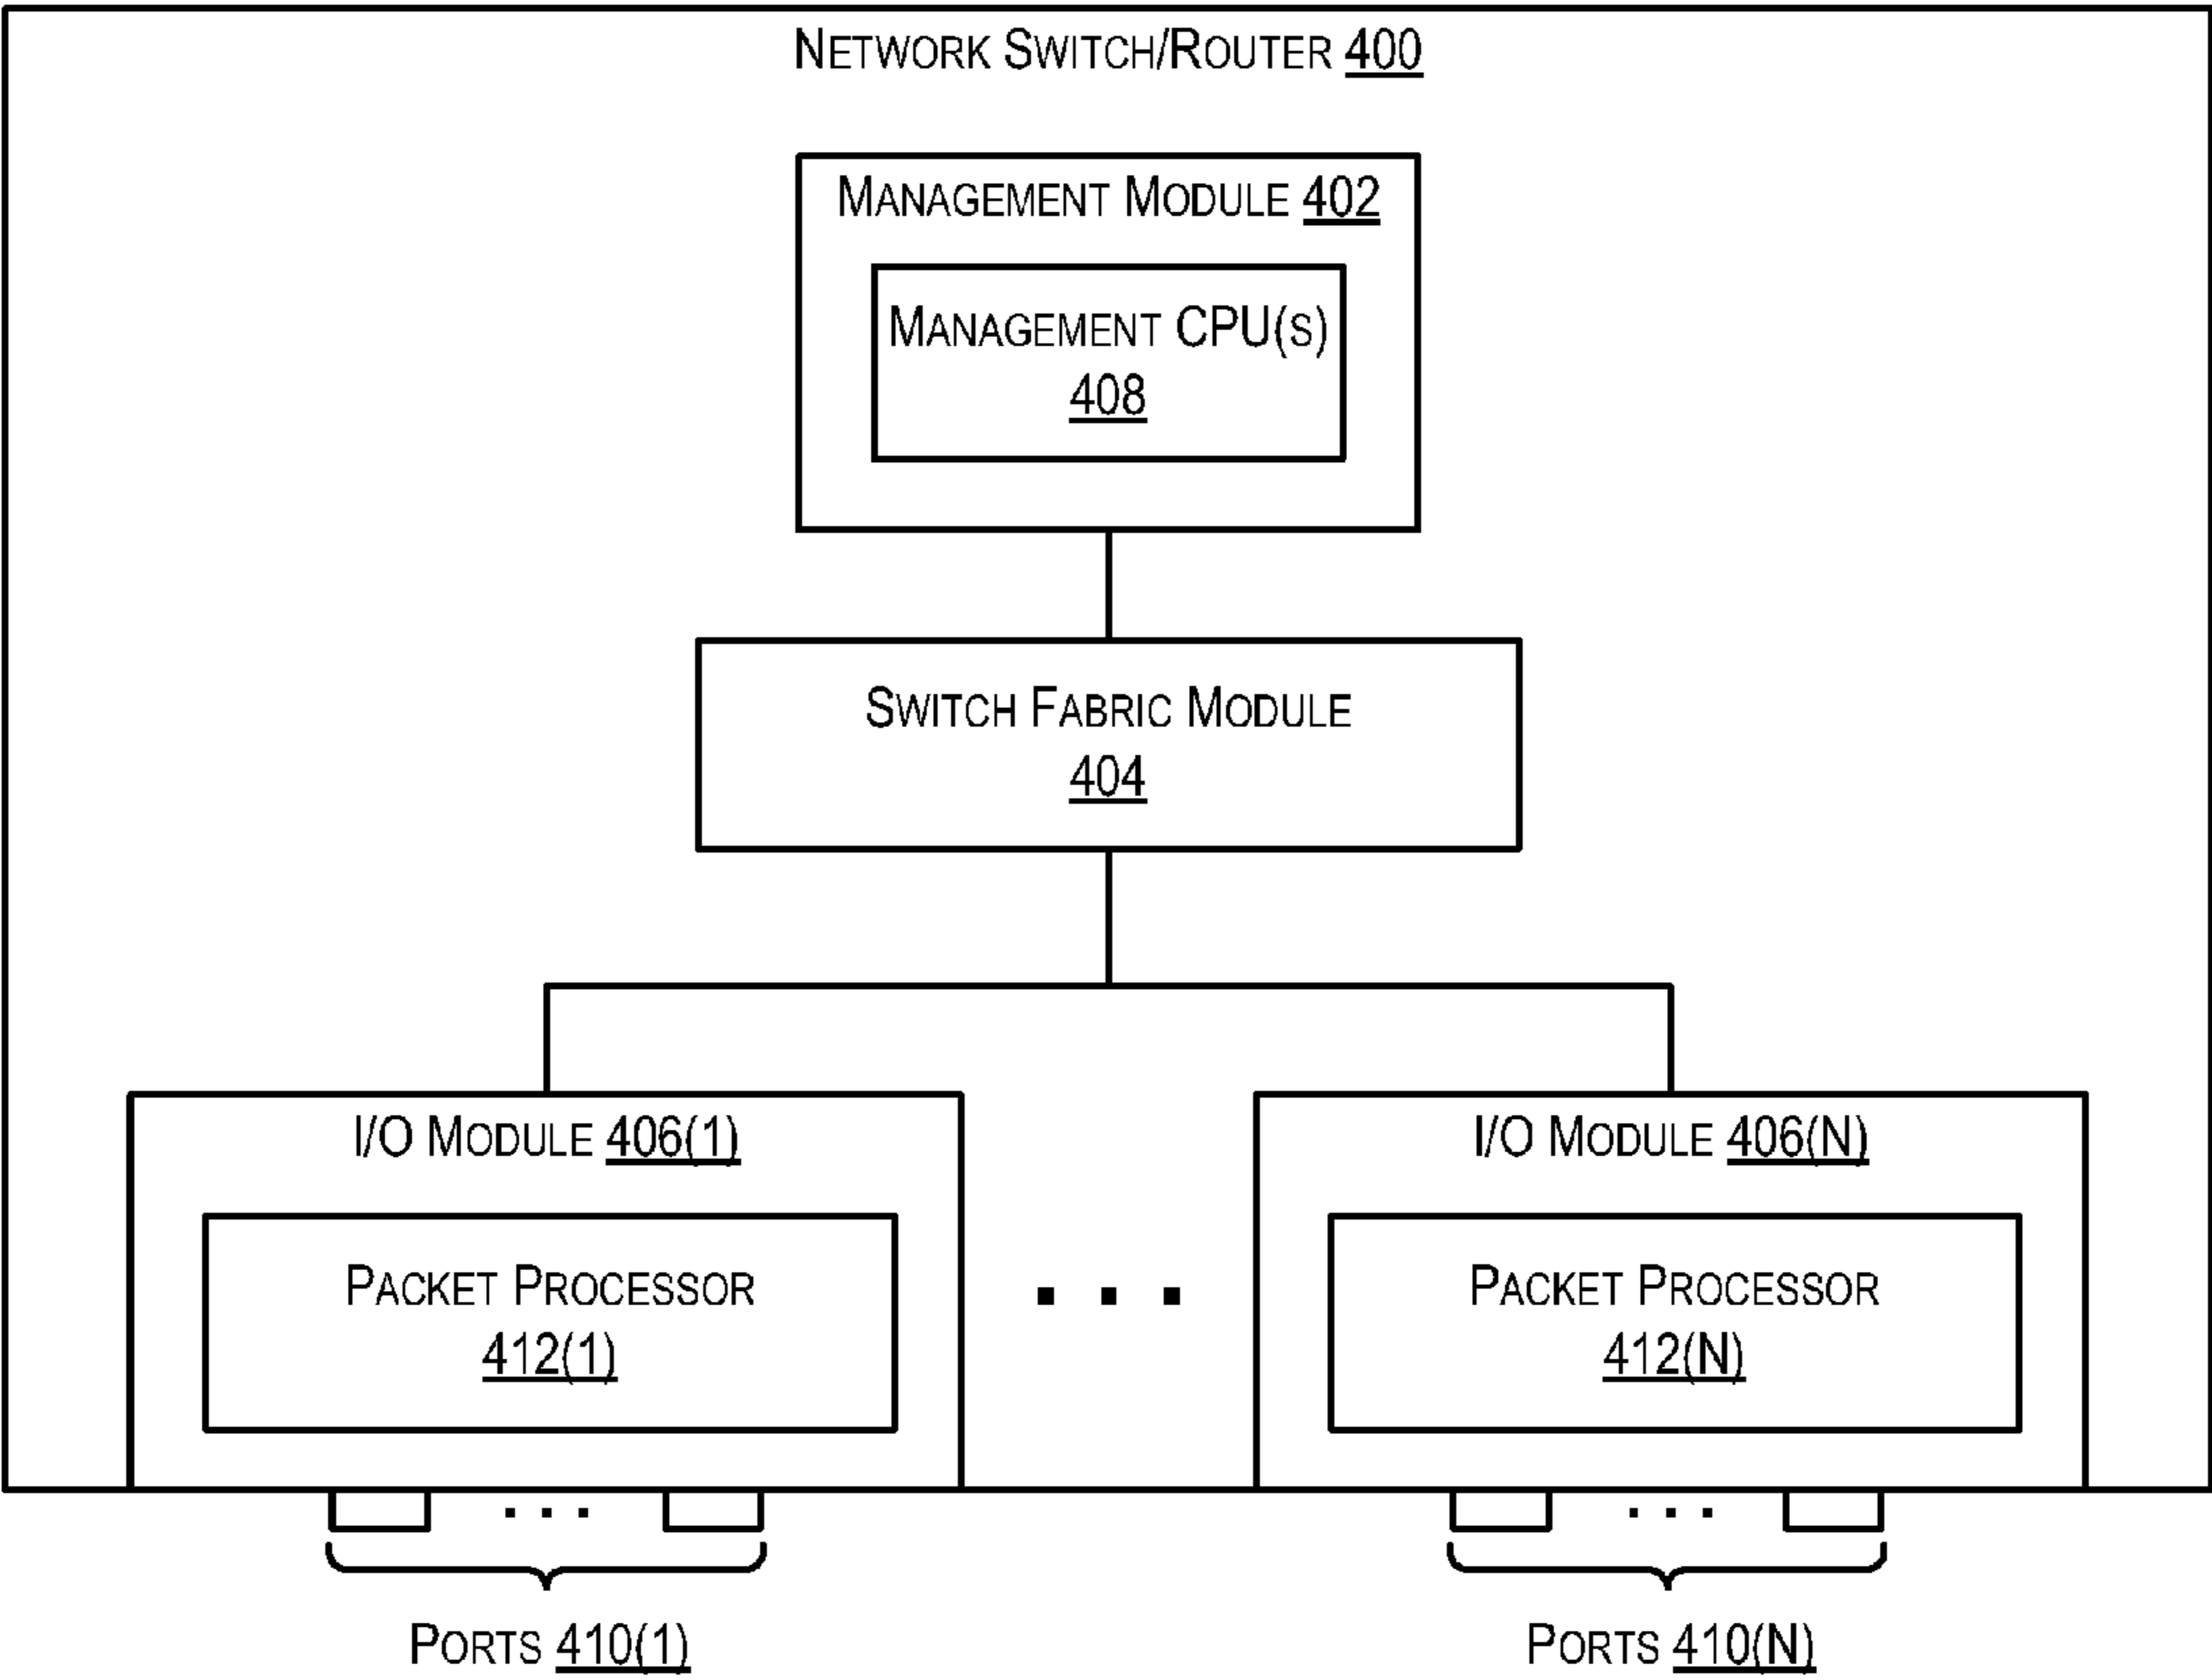 NETWORK SWITCH/ROUTER 400
MANAGEMENT MODULE 402
MANAGEMENT CPU(S)
408
SWITCH FABRIC MODULE
404
I/O MODULE 406(1)
I/O MODULE 406(N)
PACKET PROCESSOR
412(1)
. . .
PACKET PROCESSOR
412(N)
. . .
. . .
PORTS 410(1)
PORTS 410(N)